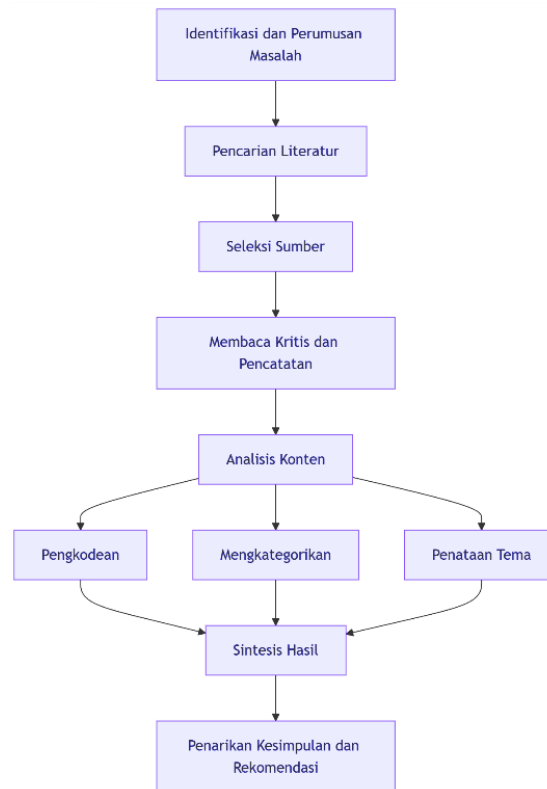 Identifikasi dan Perumusan
Masalah
Pencarian Literatur
Seleksi Sumber
Membaca Kritis dan
Pencatatan
Analisis Konten
Pengkodean
Mengkategorikan
Penataan Tema
Sintesis Hasil
Penarikan Kesimpulan dan
Rekomendasi